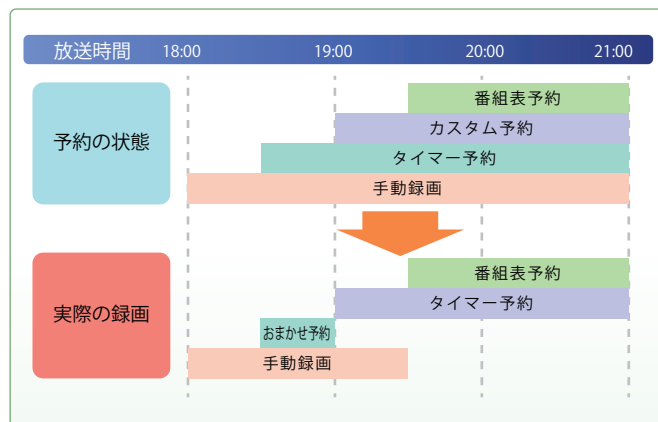 放送時間 18:00 19:00 20:00 21:00
予約の状態
番組表予約
カスタム予約
タイマー予約
手動録画
実際の録画
番組表予約
タイマー予約
おまかせ予約
手動録画